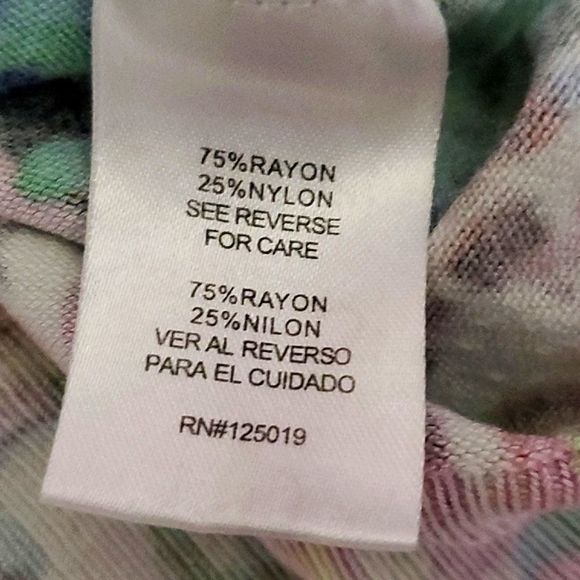 75%RAYON
25%NYLON
SEE REVERSE
FOR CARE
75%RAYON
25%NILON
VER AL REVERSO
PARA EL CUIDADO
RN#125019